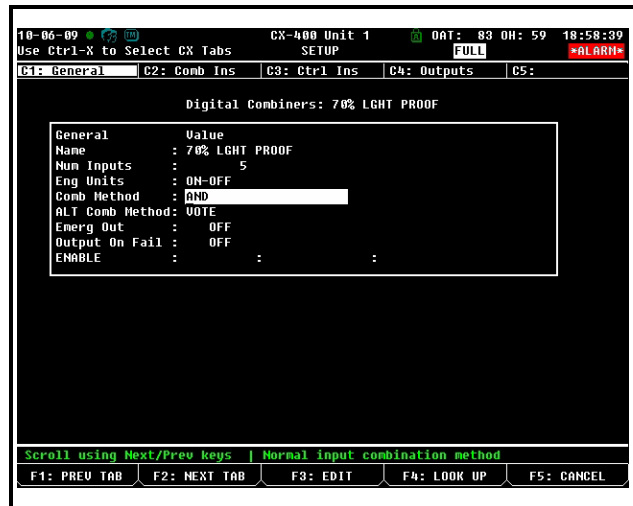 10-06-09 TM CX-400 Unit 1 OAT: 83 OH: 59 18:58:39
Use Ctrl-X to Select CX Tabs SETUP FULL *ALARM*
C1: General C2: Comb Ins C3: Ctrl Ins C4: Outputs C5:
Digital Combiners: 70% LGHT PROOF
General Value
Name : 70% LGHT PROOF
Num Inputs : 5
Eng Units : ON-OFF
Comb Method : AND
ALT Comb Method: VOTE
Emerg Out : OFF
Output On Fail : OFF
ENABLE : : :
Scroll using Next/Prev keys | Normal input combination method
F1: PREV TAB F2: NEXT TAB F3: EDIT F4: LOOK UP F5: CANCEL